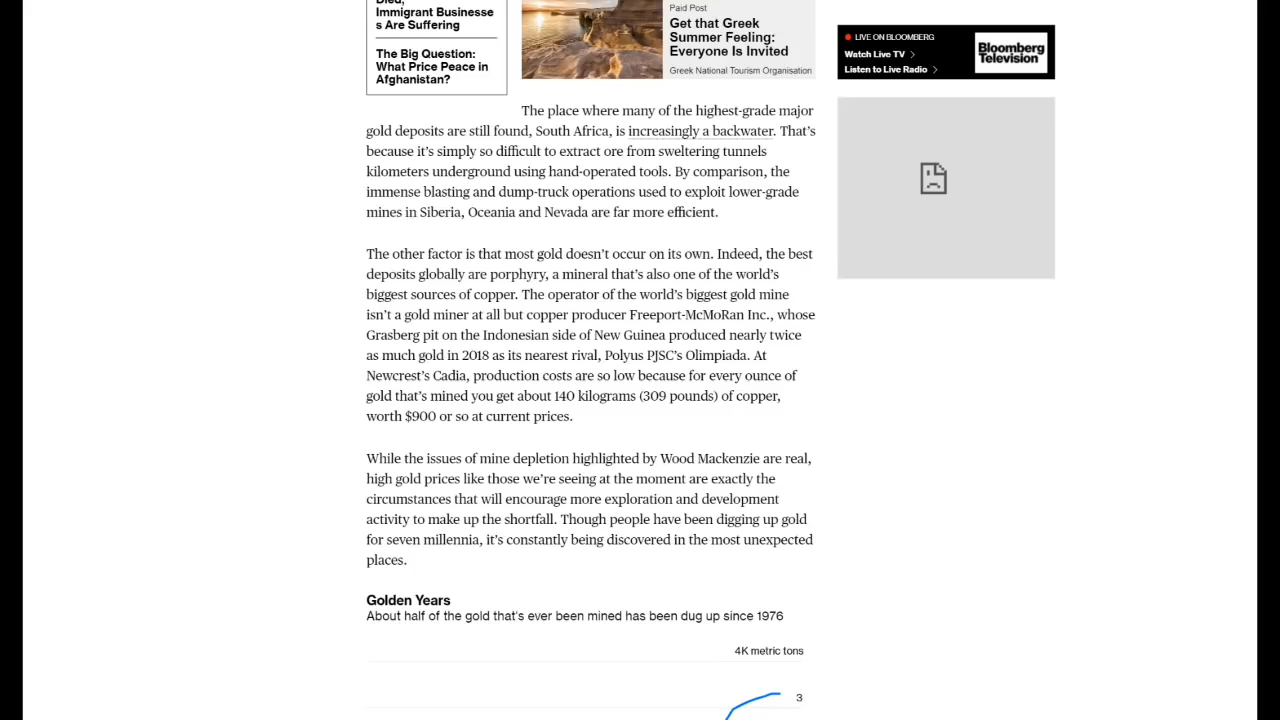 Died,
Immigrant Businesse
s Are Suffering
The Big Question:
What Price Peace in
Afghanistan?
Paid Post
Get that Greek
Summer Feeling:
Everyone Is Invited
Greek National Tourism Organisation
LIVE ON BLOOMBERG
Watch Live TV
Listen to Live Radio
Bloomberg
Television
The place where many of the highest-grade major
gold deposits are still found, South Africa, is increasingly a backwater. That's
because it's simply so difficult to extract ore from sweltering tunnels
kilometers underground using hand-operated tools. By comparison, the
immense blasting and dump-truck operations used to exploit lower-grade
mines in Siberia, Oceania and Nevada are far more efficient.
The other factor is that most gold doesn't occur on its own. Indeed, the best
deposits globally are porphyry, a mineral that's also one of the world's
biggest sources of copper. The operator of the world's biggest gold mine
isn't a gold miner at all but copper producer Freeport-McMoRan Inc., whose
Grasberg pit on the Indonesian side of New Guinea produced nearly twice
as much gold in 2018 as its nearest rival, Polyus PJSC's Olimpiada. At
Newcrest's Cadia, production costs are so low because for every ounce of
gold that's mined you get about 140 kilograms (309 pounds) of copper,
worth $900 or so at current prices.
While the issues of mine depletion highlighted by Wood Mackenzie are real,
high gold prices like those we're seeing at the moment are exactly the
circumstances that will encourage more exploration and development
activity to make up the shortfall. Though people have been digging up gold
for seven millennia, it's constantly being discovered in the most unexpected
places.
Golden Years
About half of the gold that's ever been mined has been dug up since 1976
4K metric tons
3